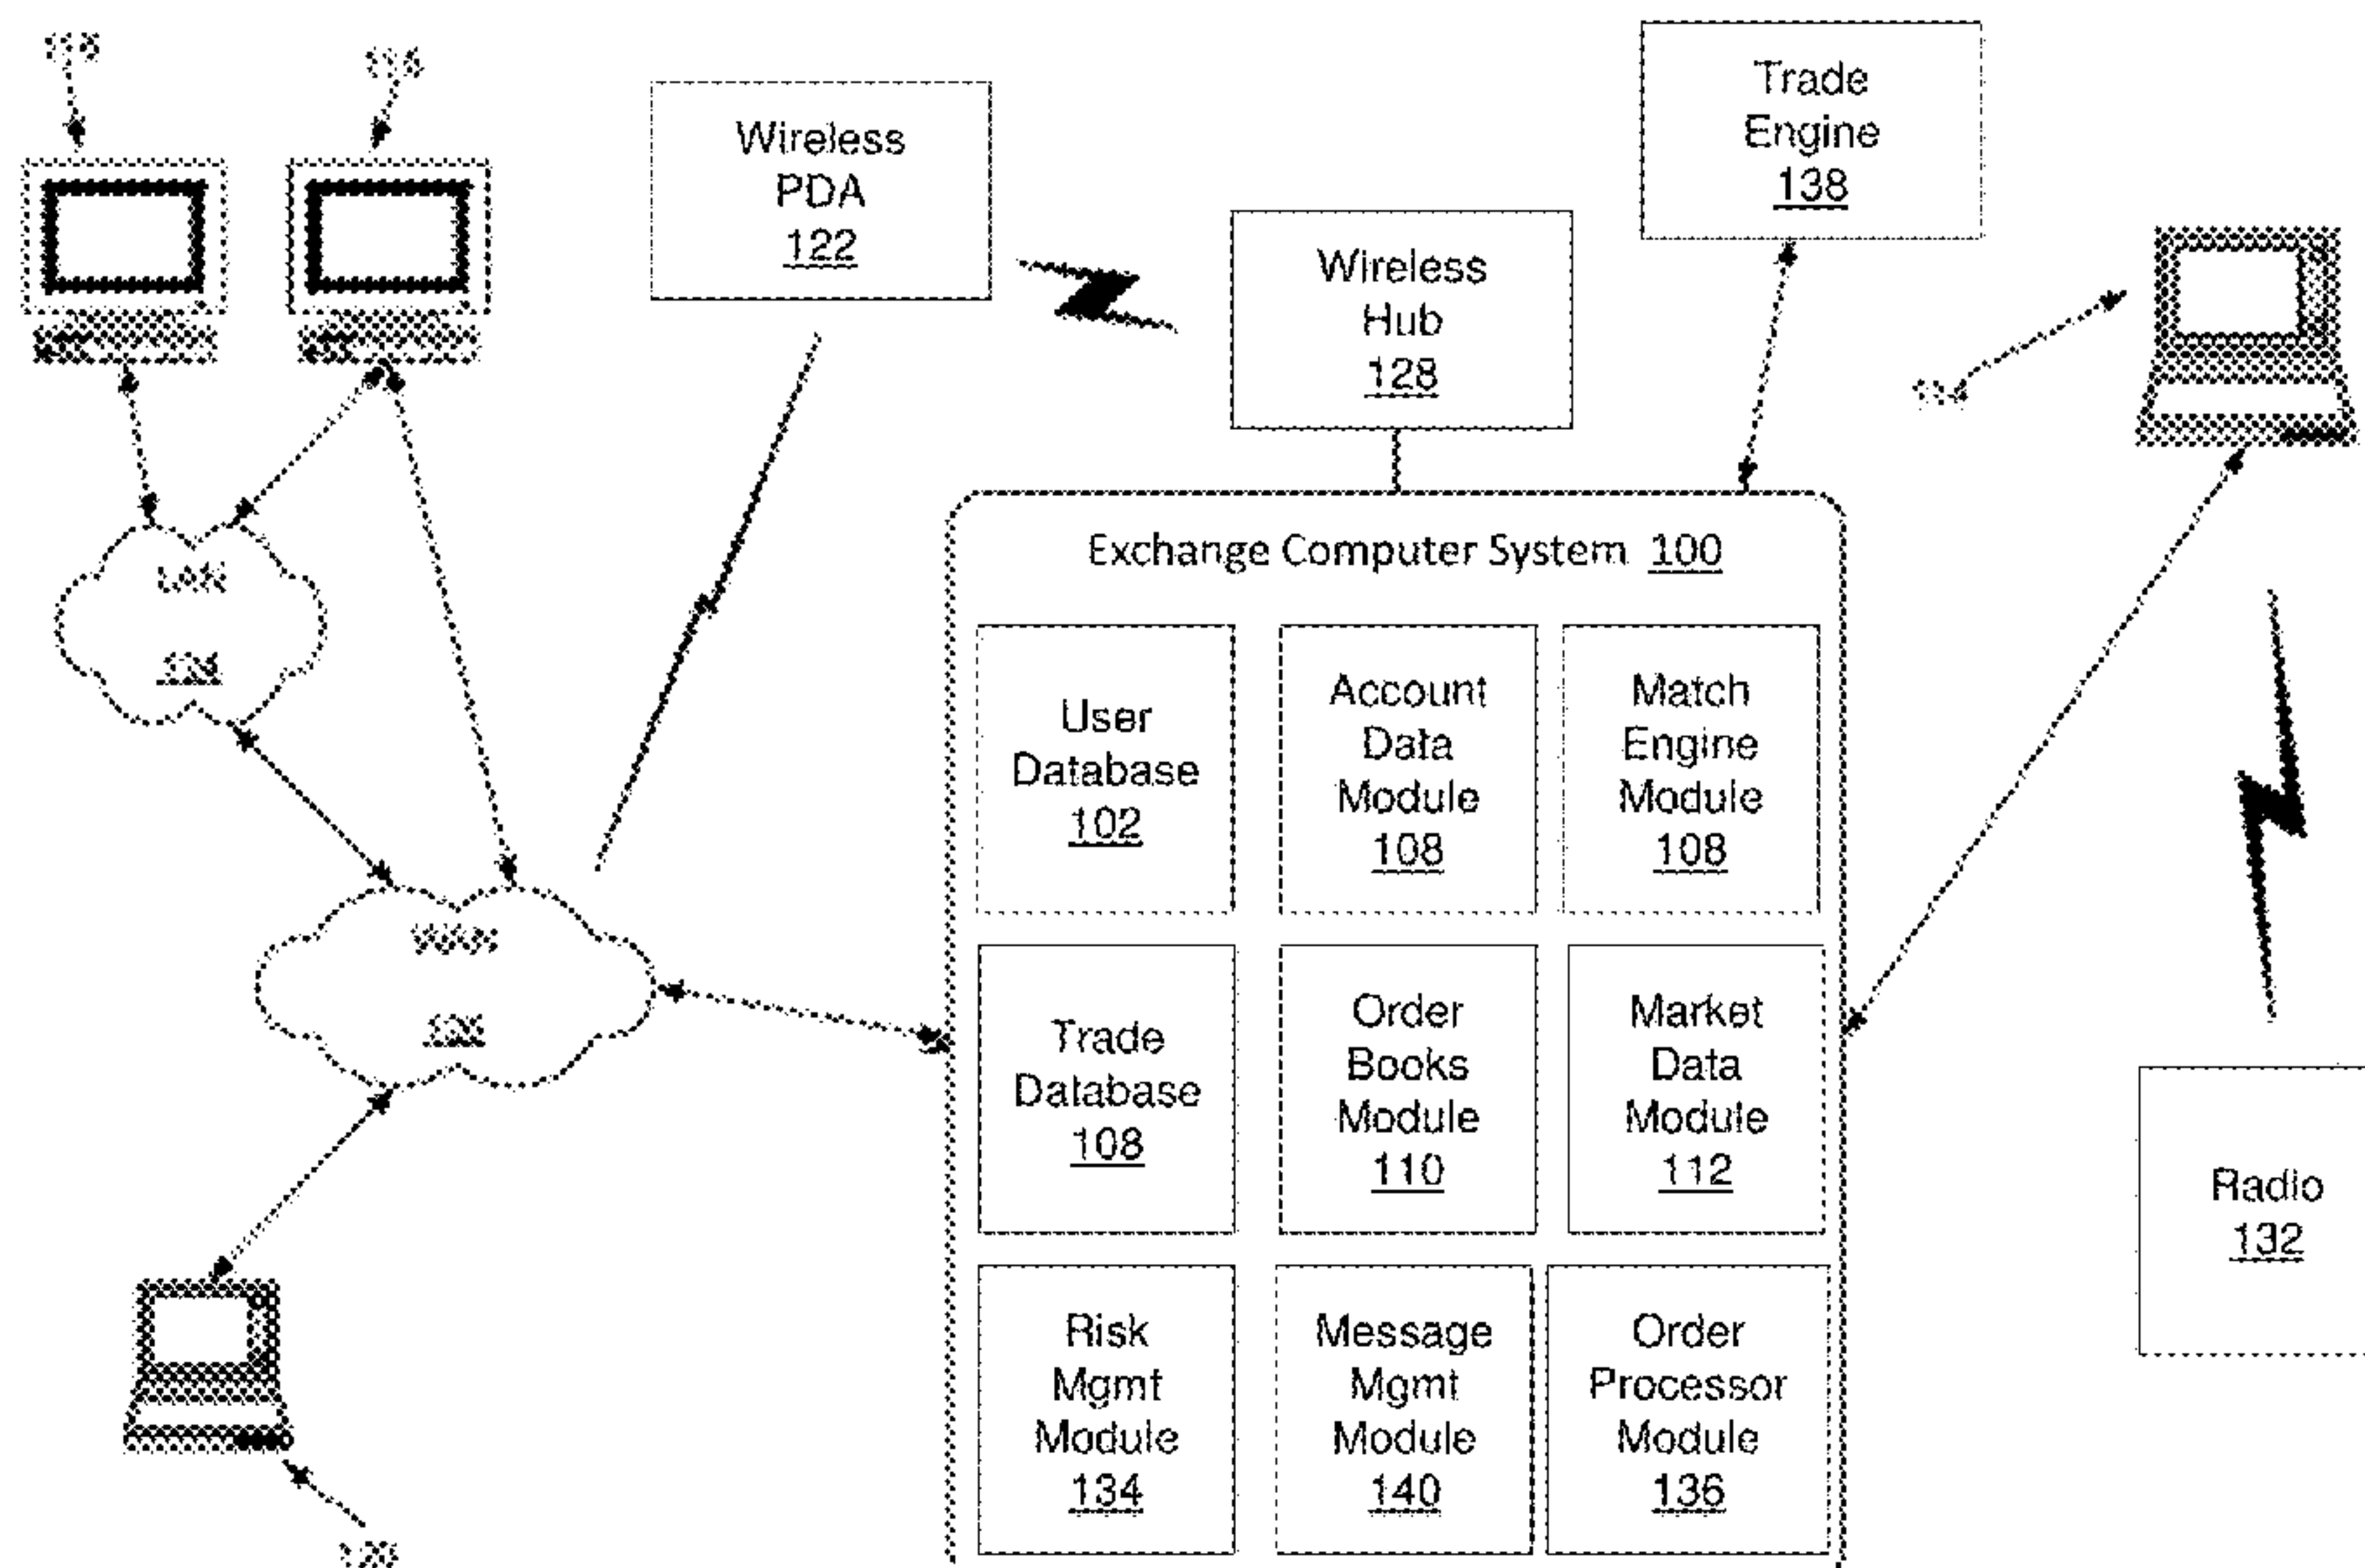 Wireless
PDA
122
Wireless
Hub
128
Trade
Engine
138
LAN
WAN
Exchange Computer System 100
User
Database
102
Account
Data
Module
108
Match
Engine
Module
108
Trade
Database
108
Order
Books
Module
110
Market
Data
Module
112
Risk
Mgmt
Module
134
Message
Mgmt
Module
140
Order
Processor
Module
136
Radio
132